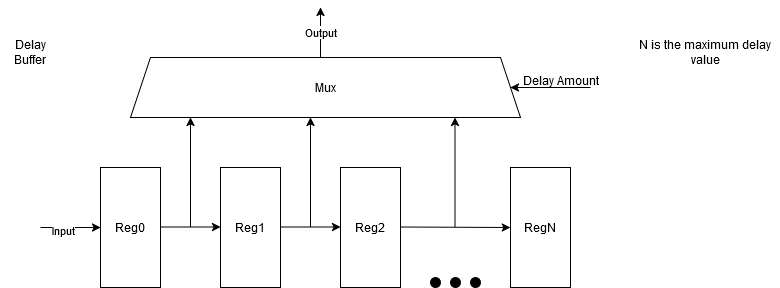 Output
Delay
Buffer
N is the maximum delay
value
Mux
Delay Amount
Input
Reg0
Reg1
Reg2
RegN